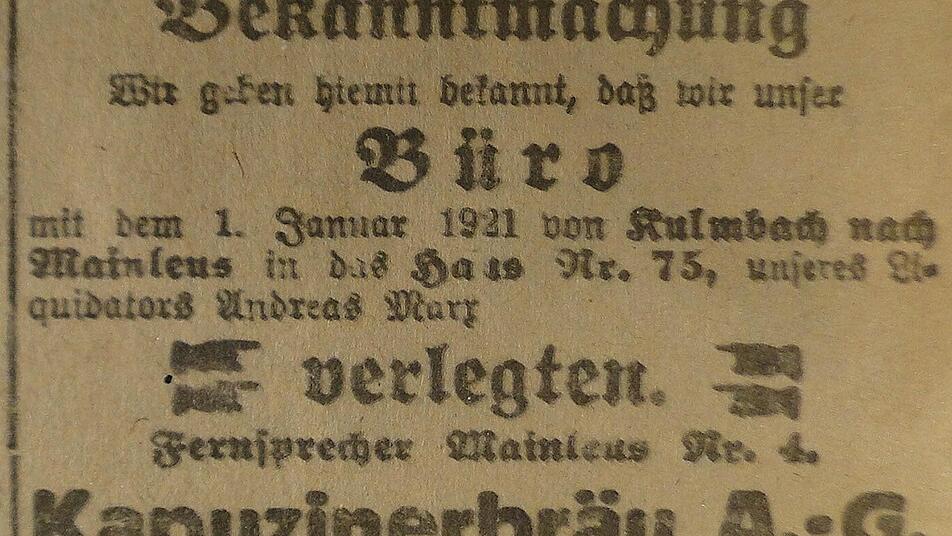 Bekanntmachung
Wir geben hiemit bekannt, daß wir unser
Büro
mit dem 1. Januar 1921 von Kulmbach nach
Mainleus in das Haus Nr. 75, unseres Li-
quidators Andreas Marx
verlegten.
Fernsprecher Mainleus Nr. 4.
Kapuzinerbräu A.-G.